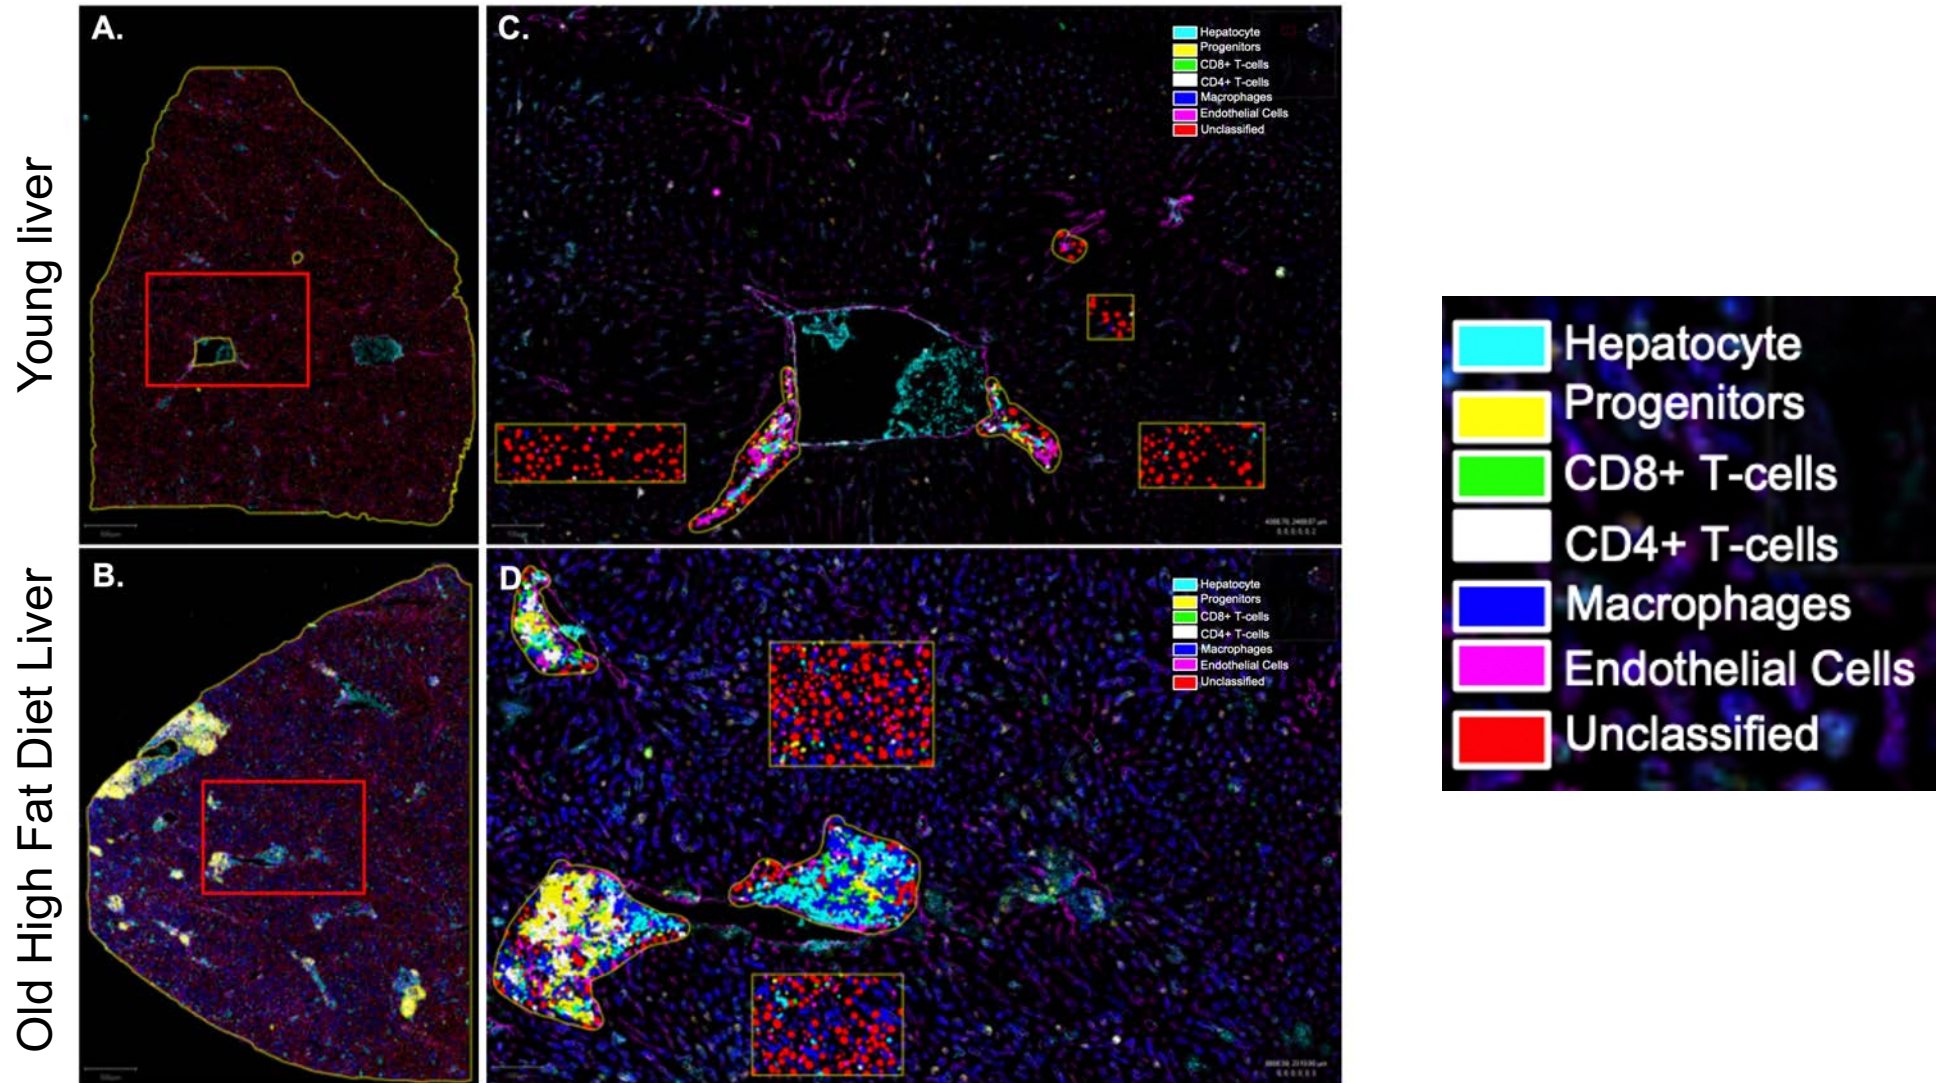 Young liver
A.
C.
Hepatocyte
Progenitors
CD8+ T-cells
CD4+ T-cells
Macrophages
Endothelial Cells
Unclassified
Old High Fat Diet Liver
B.
D
Hepatocyte
Progenitors
CD8+ T-cells
CD4+ T-cells
Macrophages
Endothelial Cells
Unclassified
Hepatocyte
Progenitors
CD8+ T-cells
CD4+ T-cells
Macrophages
Endothelial Cells
Unclassified